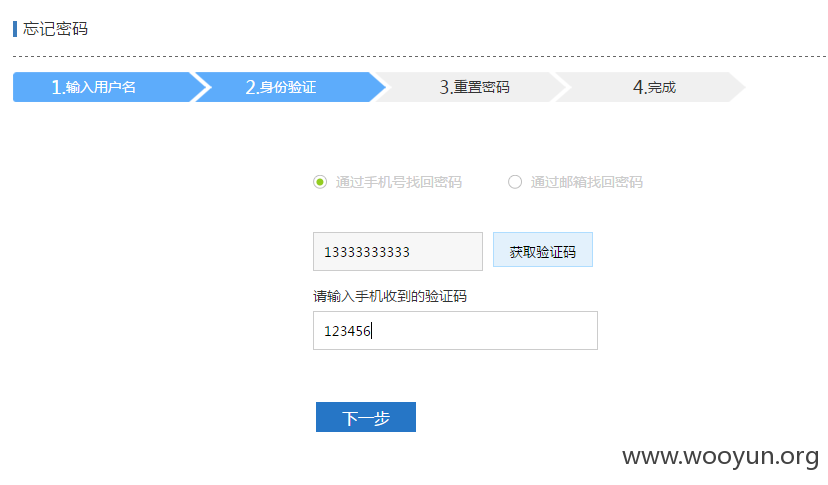 忘记密码
1.输入用户名 2.身份验证 3.重置密码 4.完成
通过手机号找回密码 通过邮箱找回密码
13333333333 获取验证码
请输入手机收到的验证码
123456
下一步
www.wooyun.org